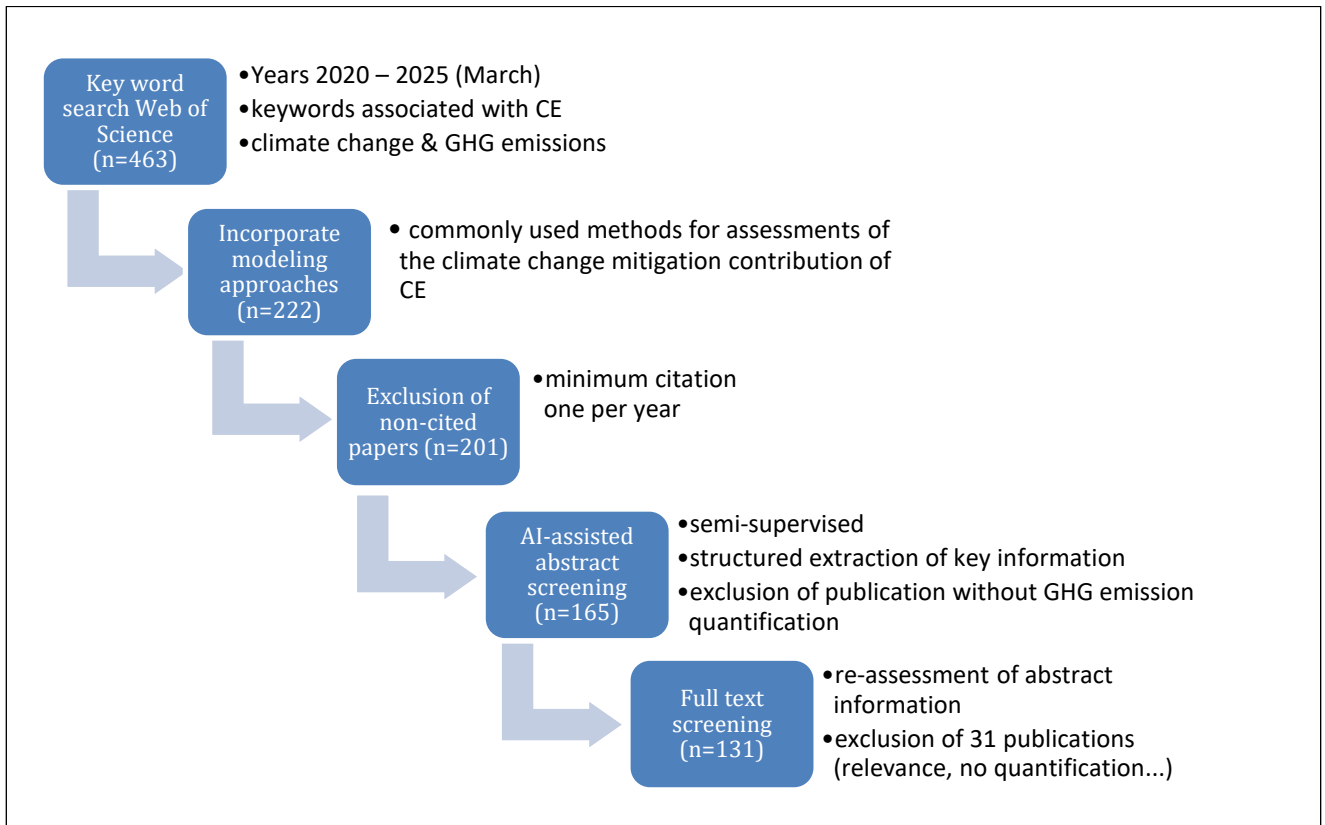 Key word
search Web of
Science
(n=463)
•Years 2020 – 2025 (March)
•keywords associated with CE
•climate change & GHG emissions
Incorporate
modeling
approaches
(n=222)
• commonly used methods for assessments of
the climate change mitigation contribution of
CE
Exclusion of
non-cited
papers (n=201)
•minimum citation
one per year
AI-assisted
abstract
screening
(n=165)
•semi-supervised
•structured extraction of key information
•exclusion of publication without GHG emission
quantification
Full text
screening
(n=131)
•re-assessment of abstract
information
•exclusion of 31 publications
(relevance, no quantification...)